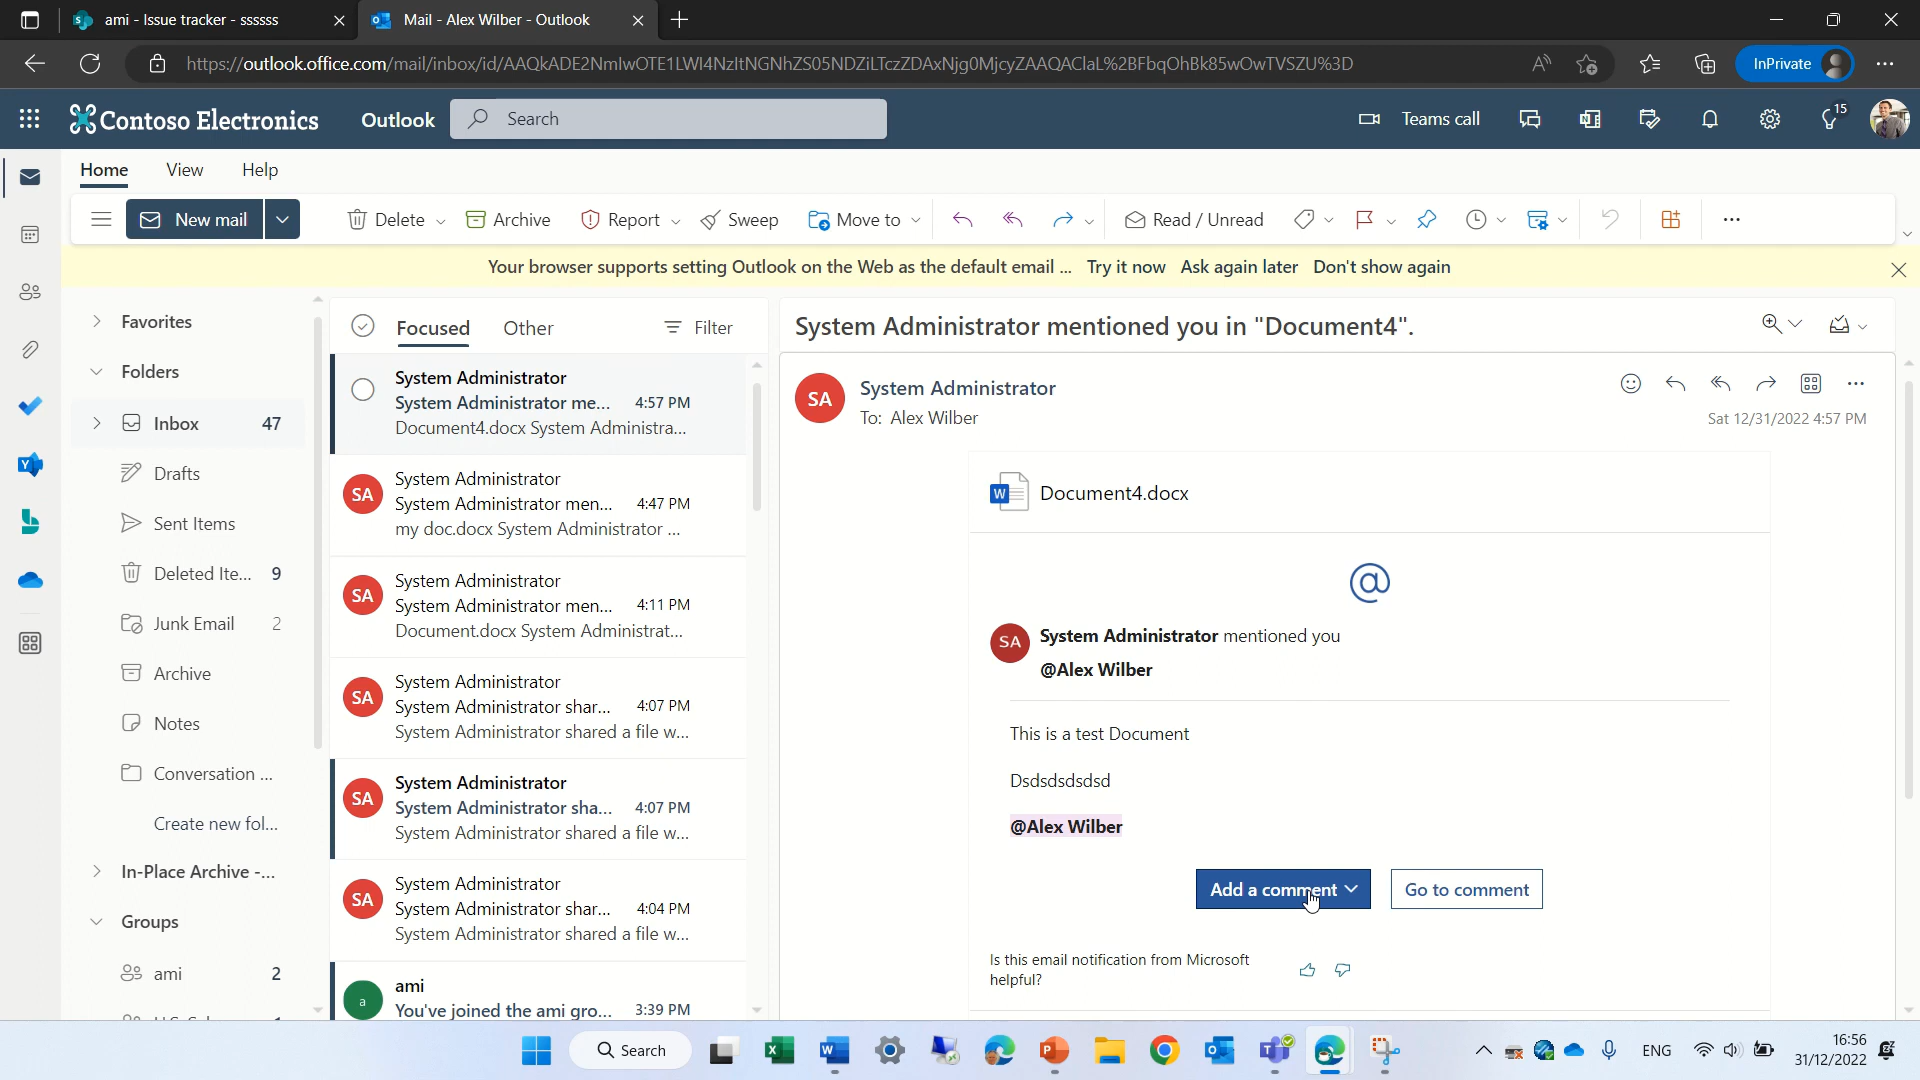 ami - Issue tracker - ssssss
Mail - Alex Wilber - Outlook
https://outlook.office.com/mail/inbox/id/AAQkADE2NmIwOTE1LWI4NzItNGNhZS05NDZiLTczZDAxNjg0MjcyZAAQAClaL%2BFbqOhBk85wOwTVSZU%3D
InPrivate
Contoso Electronics
Outlook
Search
Teams call
15
Home
View
Help
New mail
Delete
Archive
Report
Sweep
Move to
Read / Unread
Your browser supports setting Outlook on the Web as the default email ...
Try it now
Ask again later
Don't show again
Favorites
Folders
Inbox 47
Drafts
Sent Items
Deleted Ite... 9
Junk Email 2
Archive
Notes
Conversation ...
Create new fol...
In-Place Archive -...
Groups
ami 2
Focused
Other
Filter
System Administrator
System Administrator me... 4:57 PM
Document4.docx System Administra...
SA
System Administrator
System Administrator men... 4:47 PM
my doc.docx System Administrator ...
SA
System Administrator
System Administrator men... 4:11 PM
Document.docx System Administrat...
SA
System Administrator
System Administrator shar... 4:07 PM
System Administrator shared a file w...
SA
System Administrator
System Administrator sha... 4:07 PM
System Administrator shared a file w...
SA
System Administrator
System Administrator shar... 4:04 PM
System Administrator shared a file w...
a
ami
You've joined the ami gro... 3:39 PM
System Administrator mentioned you in "Document4".
SA
System Administrator
To: Alex Wilber
Sat 12/31/2022 4:57 PM
Document4.docx
@
SA
System Administrator mentioned you
@Alex Wilber
This is a test Document
Dsdsdsdsdsd
@Alex Wilber
Add a comment
Go to comment
Is this email notification from Microsoft
helpful?
Search
ENG
16:56
31/12/2022